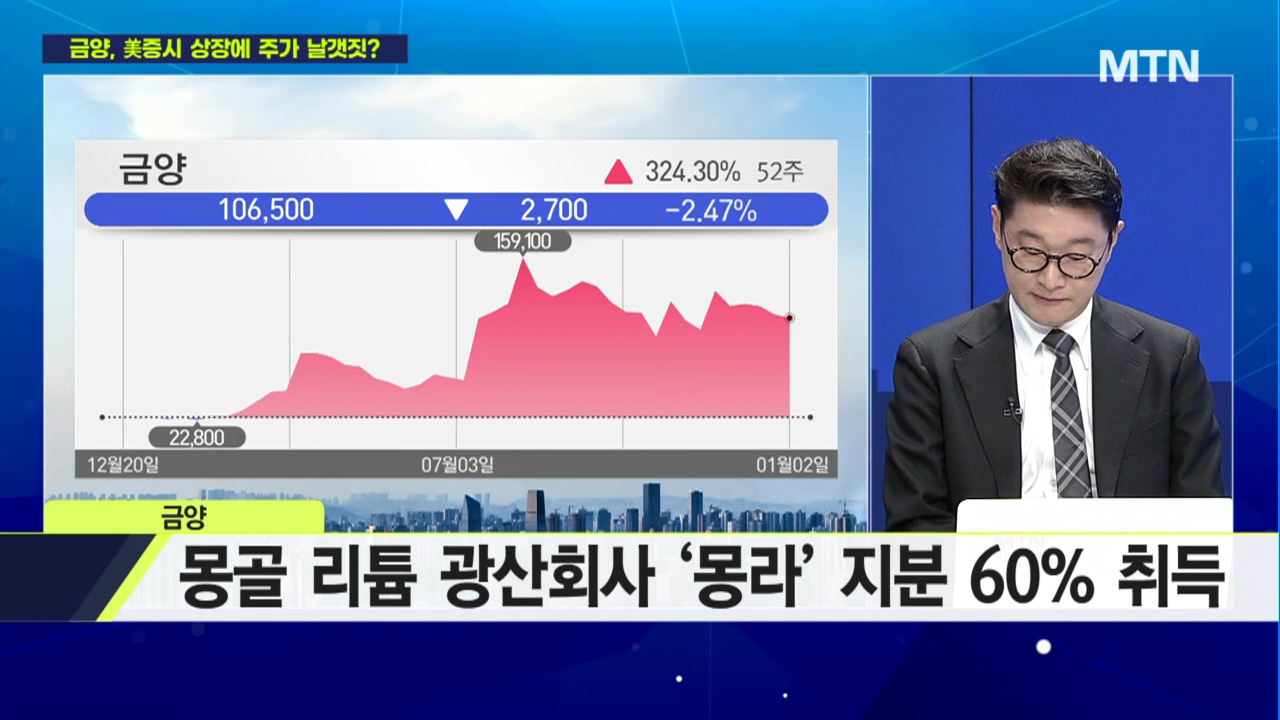 금양, 美증시 상장에 주가 날갯짓?
MTN
금양
▲ 324.30% 52주
106,500 ▼ 2,700 -2.47%
159,100
22,800
12월20일 07월03일 01월02일
금양
몽골 리튬 광산회사 ‘몽라’ 지분 60% 취득